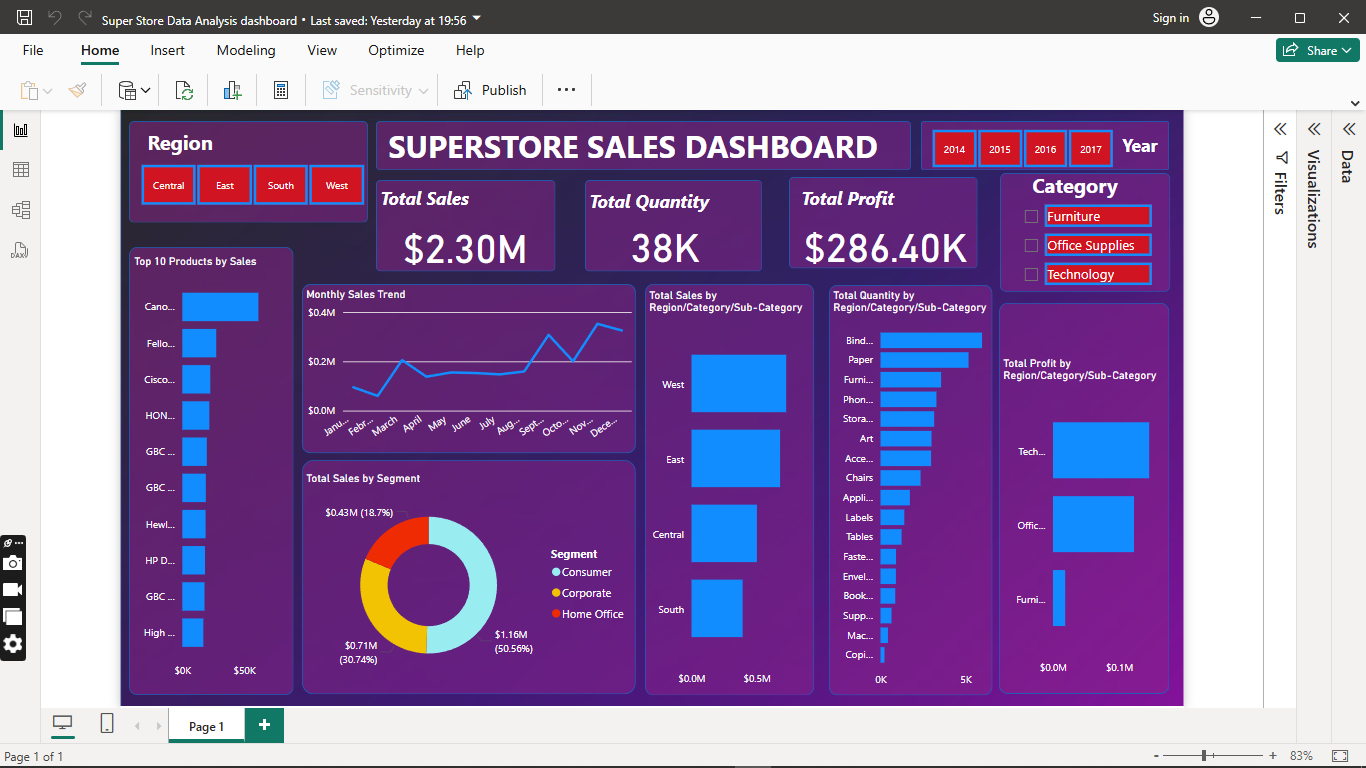 Super Store Data Analysis dashboard • Last saved: Yesterday at 19:56
Sign in
File
Home
Insert
Modeling
View
Optimize
Help
Share
Sensitivity
Publish
Region
Central
East
South
West
SUPERSTORE SALES DASHBOARD
2014
2015
2016
2017
Year
Total Sales
$2.30M
Total Quantity
38K
Total Profit
$286.40K
Category
Furniture
Office Supplies
Technology
Filters
Visualizations
Data
DAX
Top 10 Products by Sales
Cano...
Fello...
Cisco...
HON...
GBC ...
GBC ...
Hewl...
HP D...
GBC ...
High ...
$0K
$50K
Monthly Sales Trend
$0.4M
$0.2M
$0.0M
Janu...
Febr...
March
April
May
June
July
Aug...
Sept...
Octo...
Nov...
Dece...
Total Sales by Segment
$0.43M (18.7%)
$0.71M
(30.74%)
$1.16M
(50.56%)
Segment
Consumer
Corporate
Home Office
Total Sales by
Region/Category/Sub-Category
West
East
Central
South
$0.0M
$0.5M
Total Quantity by
Region/Category/Sub-Category
Bind...
Paper
Furni...
Phon...
Stora...
Art
Acce...
Chairs
Appli...
Labels
Tables
Faste...
Envel...
Book...
Supp...
Mac...
Copi...
0K
5K
Total Profit by
Region/Category/Sub-Category
Tech...
Offic...
Furni...
$0.0M
$0.1M
Page 1
Page 1 of 1
83%